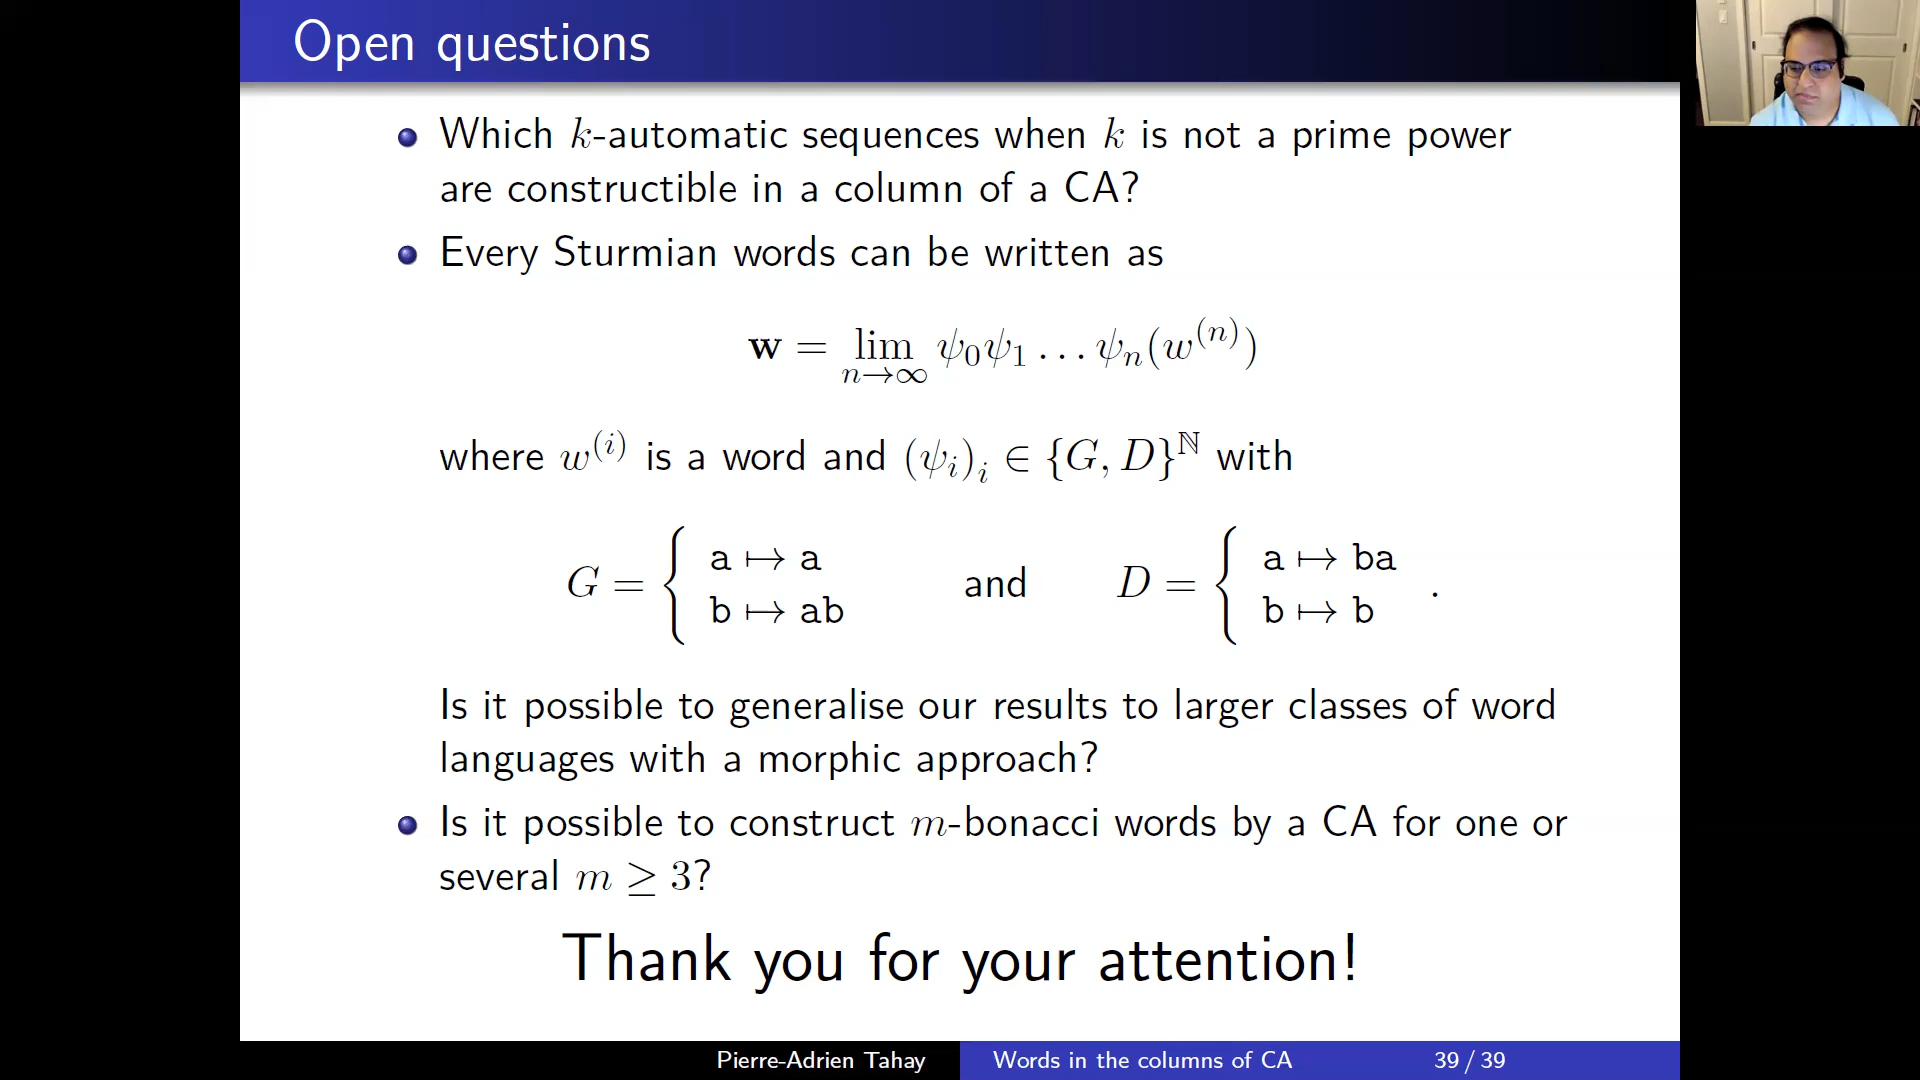 Open questions
Which k-automatic sequences when k is not a prime power
are constructible in a column of a CA?
Every Sturmian words can be written as
w = lim n→∞ ψ₀ψ₁ … ψₙ(w⁽ⁿ⁾)
where w⁽ⁱ⁾ is a word and (ψᵢ)ᵢ ∈ {G, D}^ℕ with
G = { a ↦ a
b ↦ ab
and D = { a ↦ ba
b ↦ b .
Is it possible to generalise our results to larger classes of word
languages with a morphic approach?
Is it possible to construct m-bonacci words by a CA for one or
several m ≥ 3?
Thank you for your attention!
Pierre-Adrien Tahay Words in the columns of CA 39 / 39